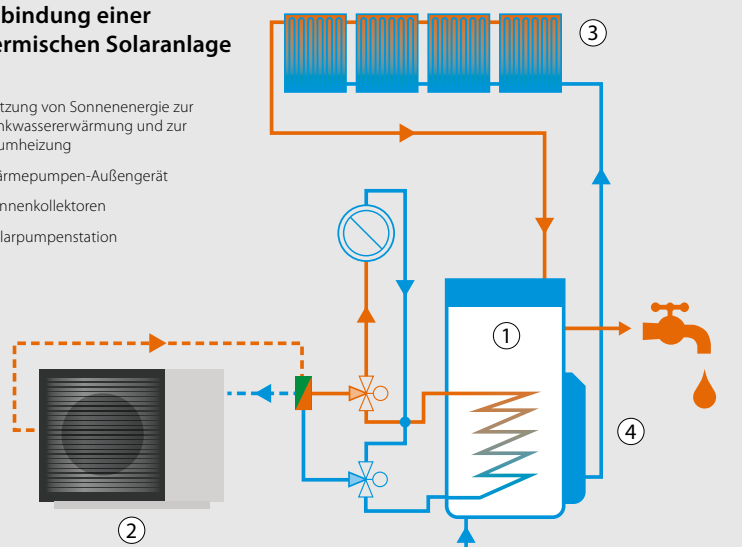 bindung einer
ermischen Solaranlage
tzung von Sonnenenergie zur
nkwassererwärmung und zur
umheizung
ärmepumpen-Außengerät
nnenkollektoren
larpumpenstation
3
1
4
2